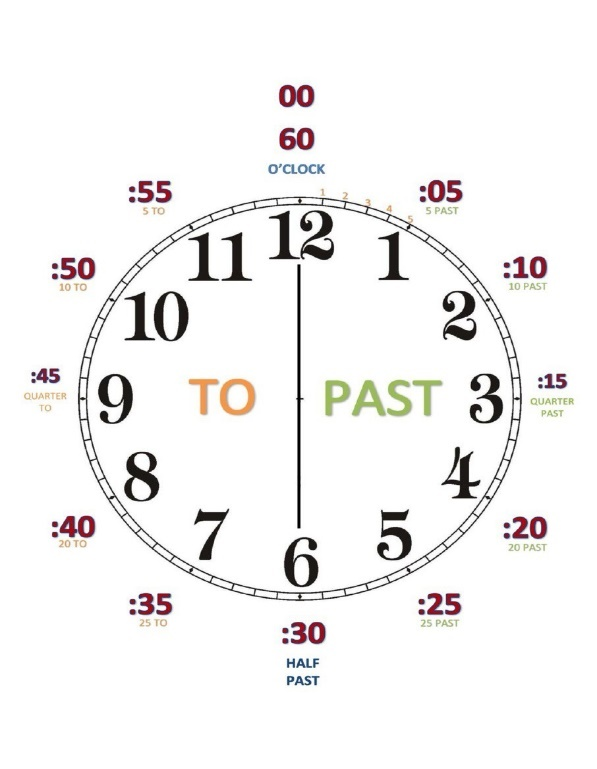 00
60
O'CLOCK
:55
5 TO
1 2 3 4 5
:05
5 PAST
12
11
1
:50
10 TO
:10
10 PAST
10
2
:45
QUARTER
TO
9
TO
PAST
3
:15
QUARTER
PAST
8
4
:40
20 TO
:20
20 PAST
7
5
6
:35
25 TO
:25
25 PAST
:30
HALF
PAST